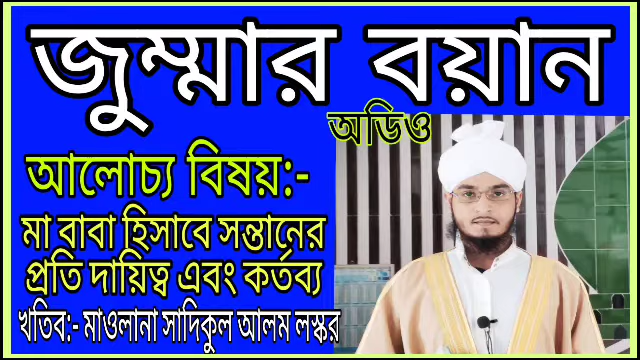 জুম্মার বয়ান
অডিও
আলোচ্য বিষয়:-
মা বাবা হিসাবে সন্তানের
প্রতি দায়িত্ব এবং কর্তব্য
খতিব:- মাওলানা সাদিকুল আলম লস্কর